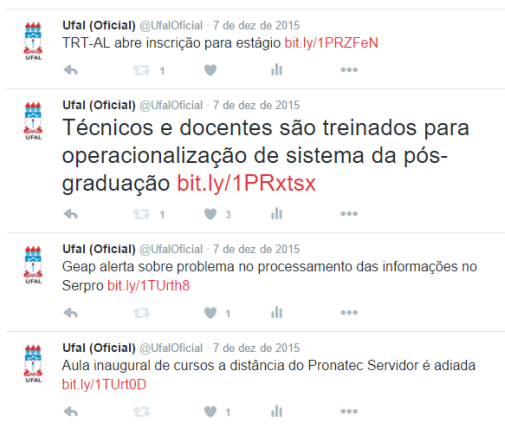 Ufal (Oficial) @UfalOficial · 7 de dez de 2015
TRT-AL abre inscrição para estágio bit.ly/1PRZFeN
1
UFAL
Ufal (Oficial) @UfalOficial · 7 de dez de 2015
Técnicos e docentes são treinados para
operacionalização de sistema da pós-
graduação bit.ly/1PRxtsx
1 3
UFAL
Ufal (Oficial) @UfalOficial · 7 de dez de 2015
Geap alerta sobre problema no processamento das informações no
Serpro bit.ly/1TUrth8
1
UFAL
Ufal (Oficial) @UfalOficial · 7 de dez de 2015
Aula inaugural de cursos a distância do Pronatec Servidor é adiada
bit.ly/1TUrt0D
1
UFAL